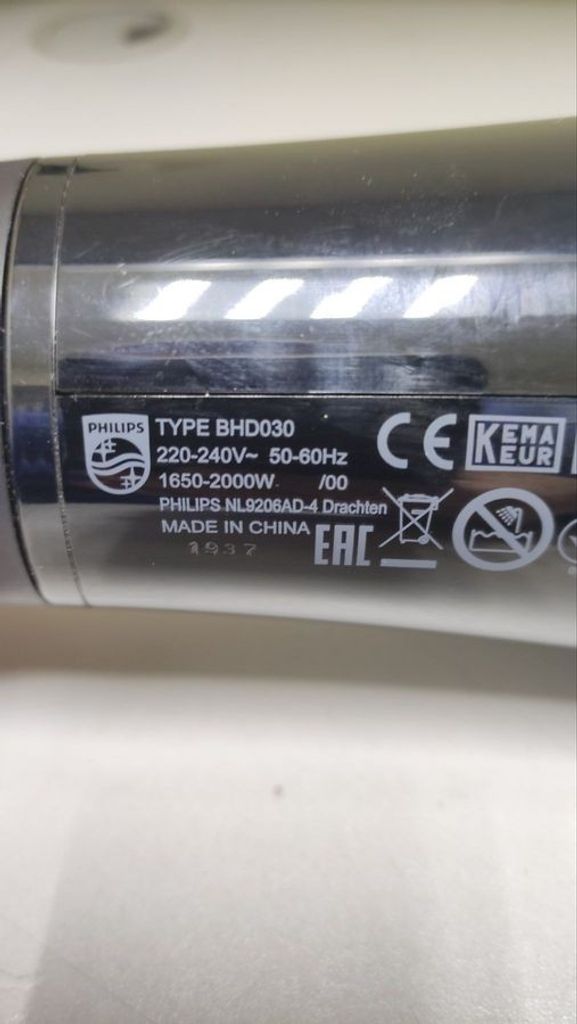 PHILIPS
TYPE BHD030
220-240V~ 50-60Hz
1650-2000W /00
PHILIPS NL9206AD-4 Drachten
MADE IN CHINA
1937
CE
KEMA
EUR
EAC